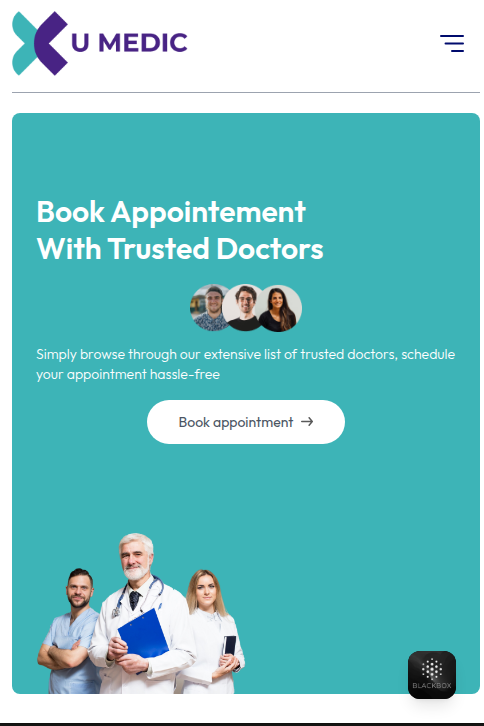 U MEDIC
Book Appointement
With Trusted Doctors
Simply browse through our extensive list of trusted doctors, schedule
your appointment hassle-free
Book appointment →
BLACKBOX